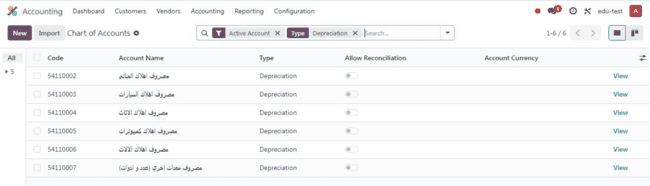 Accounting Dashboard Customers Vendors Accounting Reporting Configuration edu-test A
New Import Chart of Accounts Active Account Type Depreciation Search... 1-6 / 6
All Code Account Name Type Allow Reconciliation Account Currency
5 54110002 مصروف اهلاك المباني Depreciation View
54110003 مصروف اهلاك السيارات Depreciation View
54110004 مصروف اهلاك الاثاث Depreciation View
54110005 مصروف اهلاك كمبيوترات Depreciation View
54110006 مصروف اهلاك الالات Depreciation View
54110007 مصروف معدات اخري (عدد و ادوات) Depreciation View